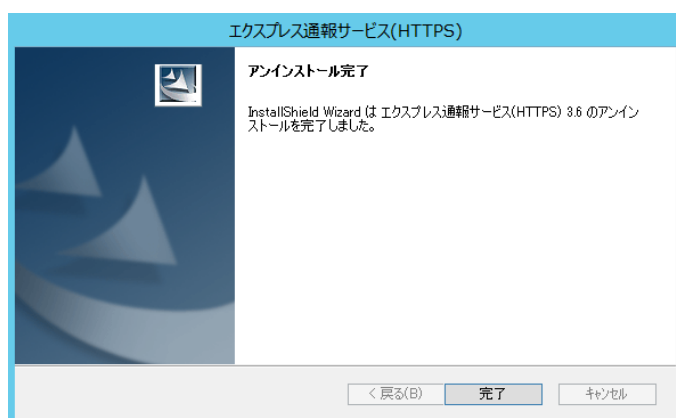 エクスプレス通報サービス(HTTPS)
アンインストール完了
InstallShield Wizard は エクスプレス通報サービス(HTTPS) 3.6 のアンイン
ストールを完了しました。
< 戻る(B)
完了
キャンセル